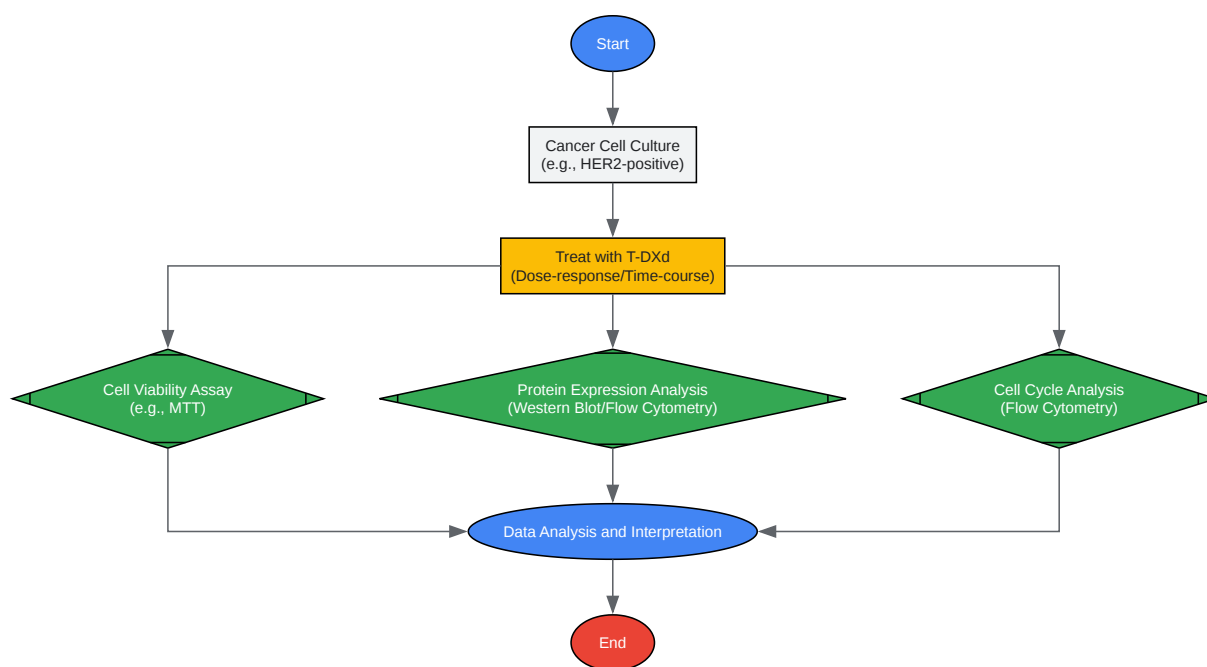 Start
Cancer Cell Culture
(e.g., HER2-positive)
Treat with T-DXd
(Dose-response/Time-course)
Cell Viability Assay
(e.g., MTT)
Protein Expression Analysis
(Western Blot/Flow Cytometry)
Cell Cycle Analysis
(Flow Cytometry)
Data Analysis and Interpretation
End